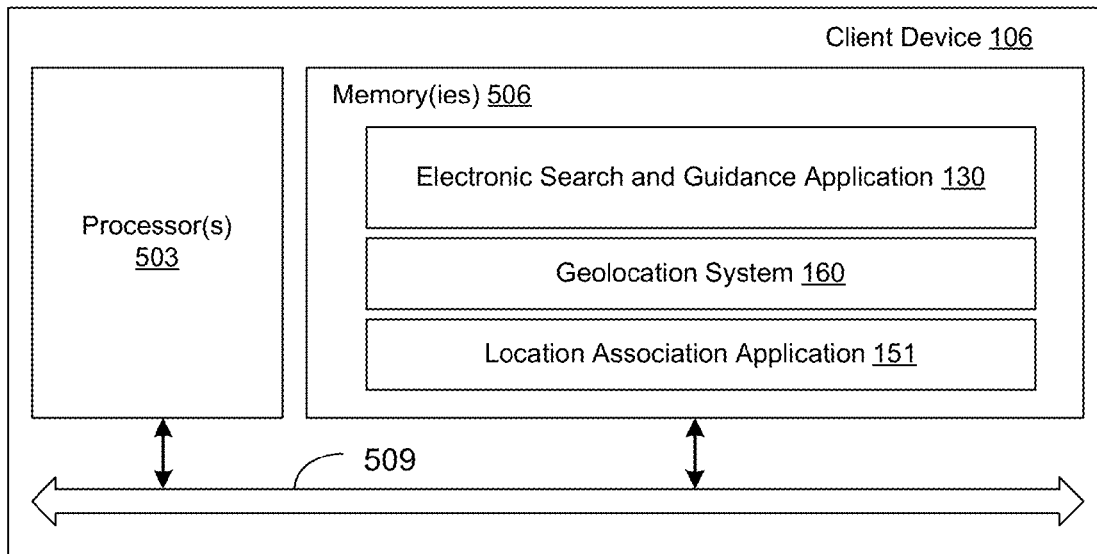 Client Device 106
Memory(ies) 506
Electronic Search and Guidance Application 130
Processor(s)
503
Geolocation System 160
Location Association Application 151
509